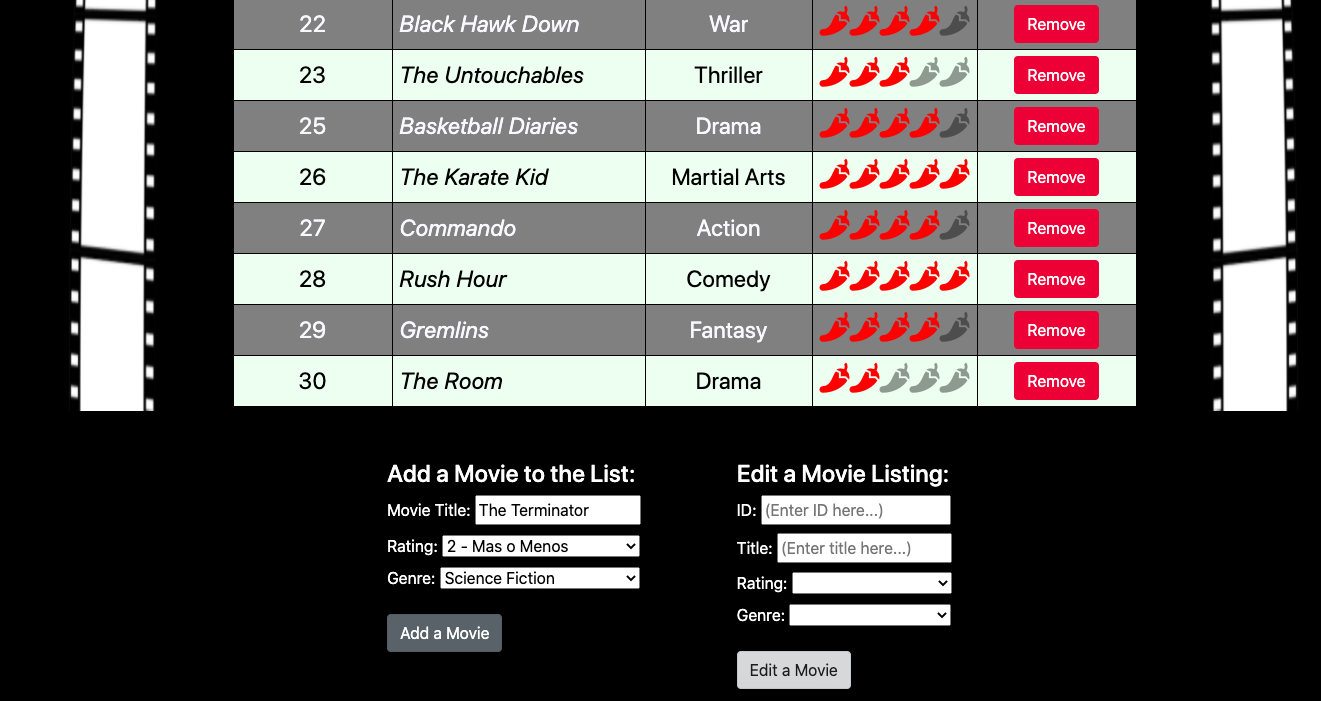 22 Black Hawk Down War Remove
23 The Untouchables Thriller Remove
25 Basketball Diaries Drama Remove
26 The Karate Kid Martial Arts Remove
27 Commando Action Remove
28 Rush Hour Comedy Remove
29 Gremlins Fantasy Remove
30 The Room Drama Remove
Add a Movie to the List:
Movie Title: The Terminator
Rating: 2 - Mas o Menos
Genre: Science Fiction
Add a Movie
Edit a Movie Listing:
ID: (Enter ID here...)
Title: (Enter title here...)
Rating:
Genre:
Edit a Movie